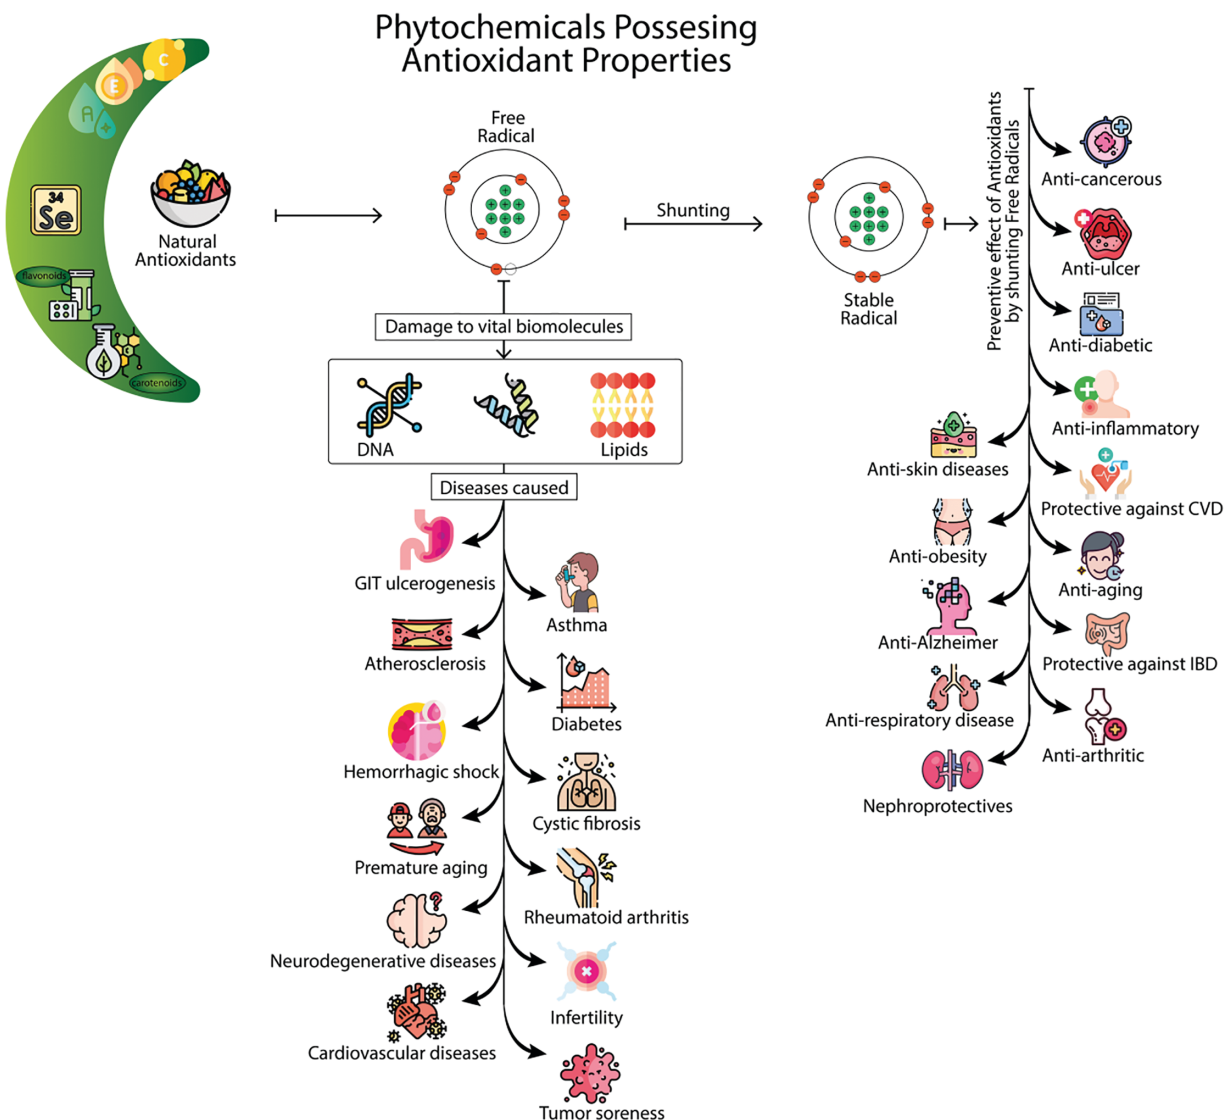 Phytochemicals Possesing
Antioxidant Properties
C
E
A
34
Se
flavonoids
carotenoids
Natural
Antioxidants
Free
Radical
Shunting
Stable
Radical
Damage to vital biomolecules
DNA
Lipids
Diseases caused
GIT ulcerogenesis
Asthma
Atherosclerosis
Diabetes
Hemorrhagic shock
Cystic fibrosis
Premature aging
Rheumatoid arthritis
Neurodegenerative diseases
Infertility
Cardiovascular diseases
Tumor soreness
Preventive effect of Antioxidants
by shunting Free Radicals
Anti-cancerous
Anti-ulcer
Anti-diabetic
Anti-inflammatory
Anti-skin diseases
Protective against CVD
Anti-obesity
Anti-aging
Anti-Alzheimer
Protective against IBD
Anti-respiratory disease
Anti-arthritic
Nephroprotectives